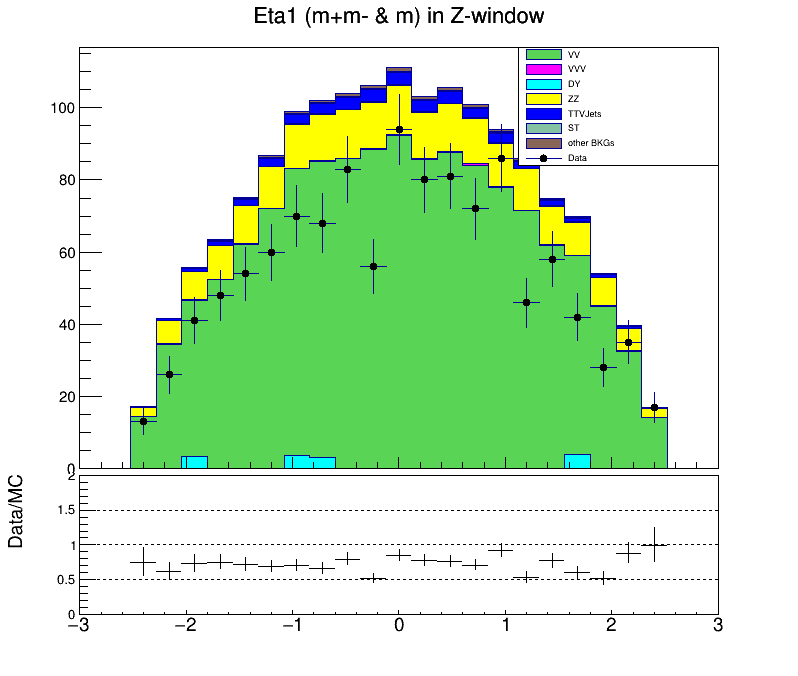 Eta1 (m+m- & m) in Z-window
VV
VVV
DY
ZZ
TTVJets
ST
other BKGs
Data
100
80
60
40
20
0
2
1.5
1
0.5
0
Data/MC
−3 −2 −1 0 1 2 3